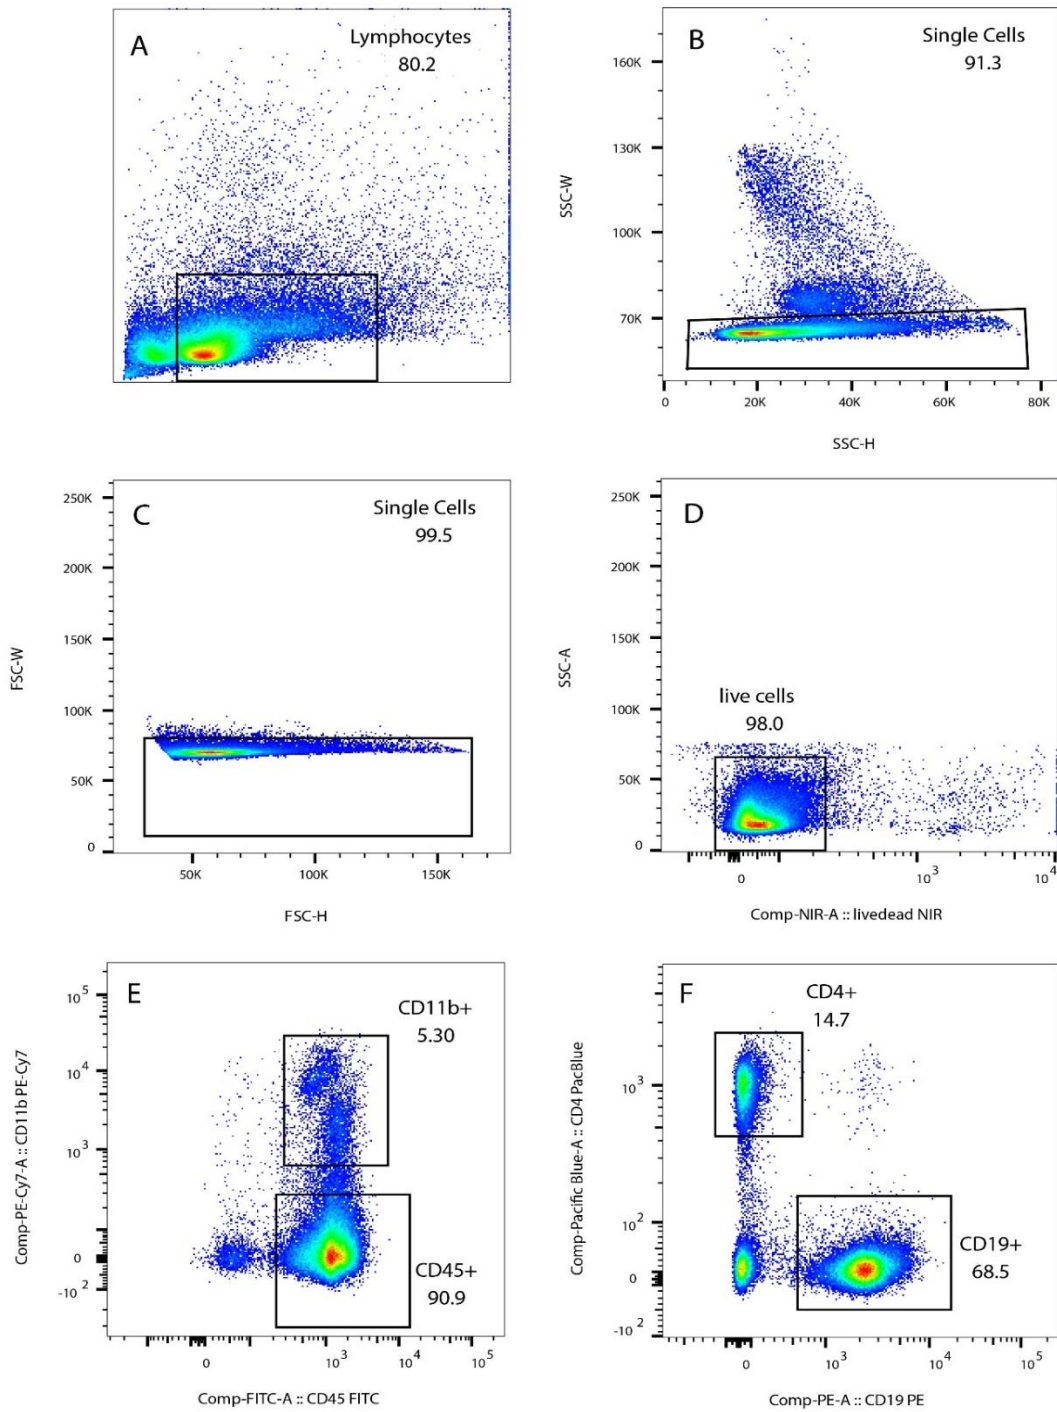 A
Lymphocytes
80.2
B
Single Cells
91.3
SSC-W
160K
130K
100K
70K
0 20K 40K 60K 80K
SSC-H
C
Single Cells
99.5
FSC-W
250K
200K
150K
100K
50K
0
50K 100K 150K
FSC-H
D
live cells
98.0
SSC-A
250K
200K
150K
100K
50K
0
0 10^3 10^4
Comp-NIR-A :: livedead NIR
E
CD11b+
5.30
CD45+
90.9
Comp-PE-Cy7-A :: CD11b PE-Cy7
10^5
10^4
10^3
0
-10^2
0 10^3 10^4 10^5
Comp-FITC-A :: CD45 FITC
F
CD4+
14.7
CD19+
68.5
Comp-Pacific Blue-A :: CD4 PacBlue
10^3
10^2
0
-10^2
0 10^3 10^4 10^5
Comp-PE-A :: CD19 PE